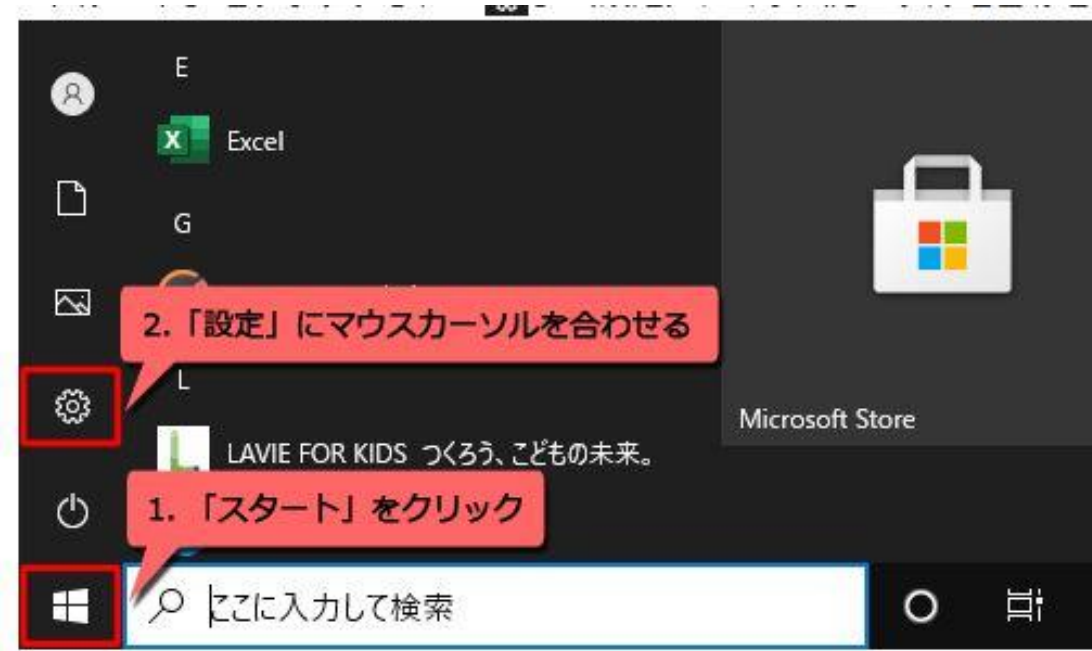 E
Excel
G
2.「設定」にマウスカーソルを合わせる
L
Microsoft Store
LAVIE FOR KIDS つくろう、こどもの未来。
1. 「スタート」をクリック
ここに入力して検索